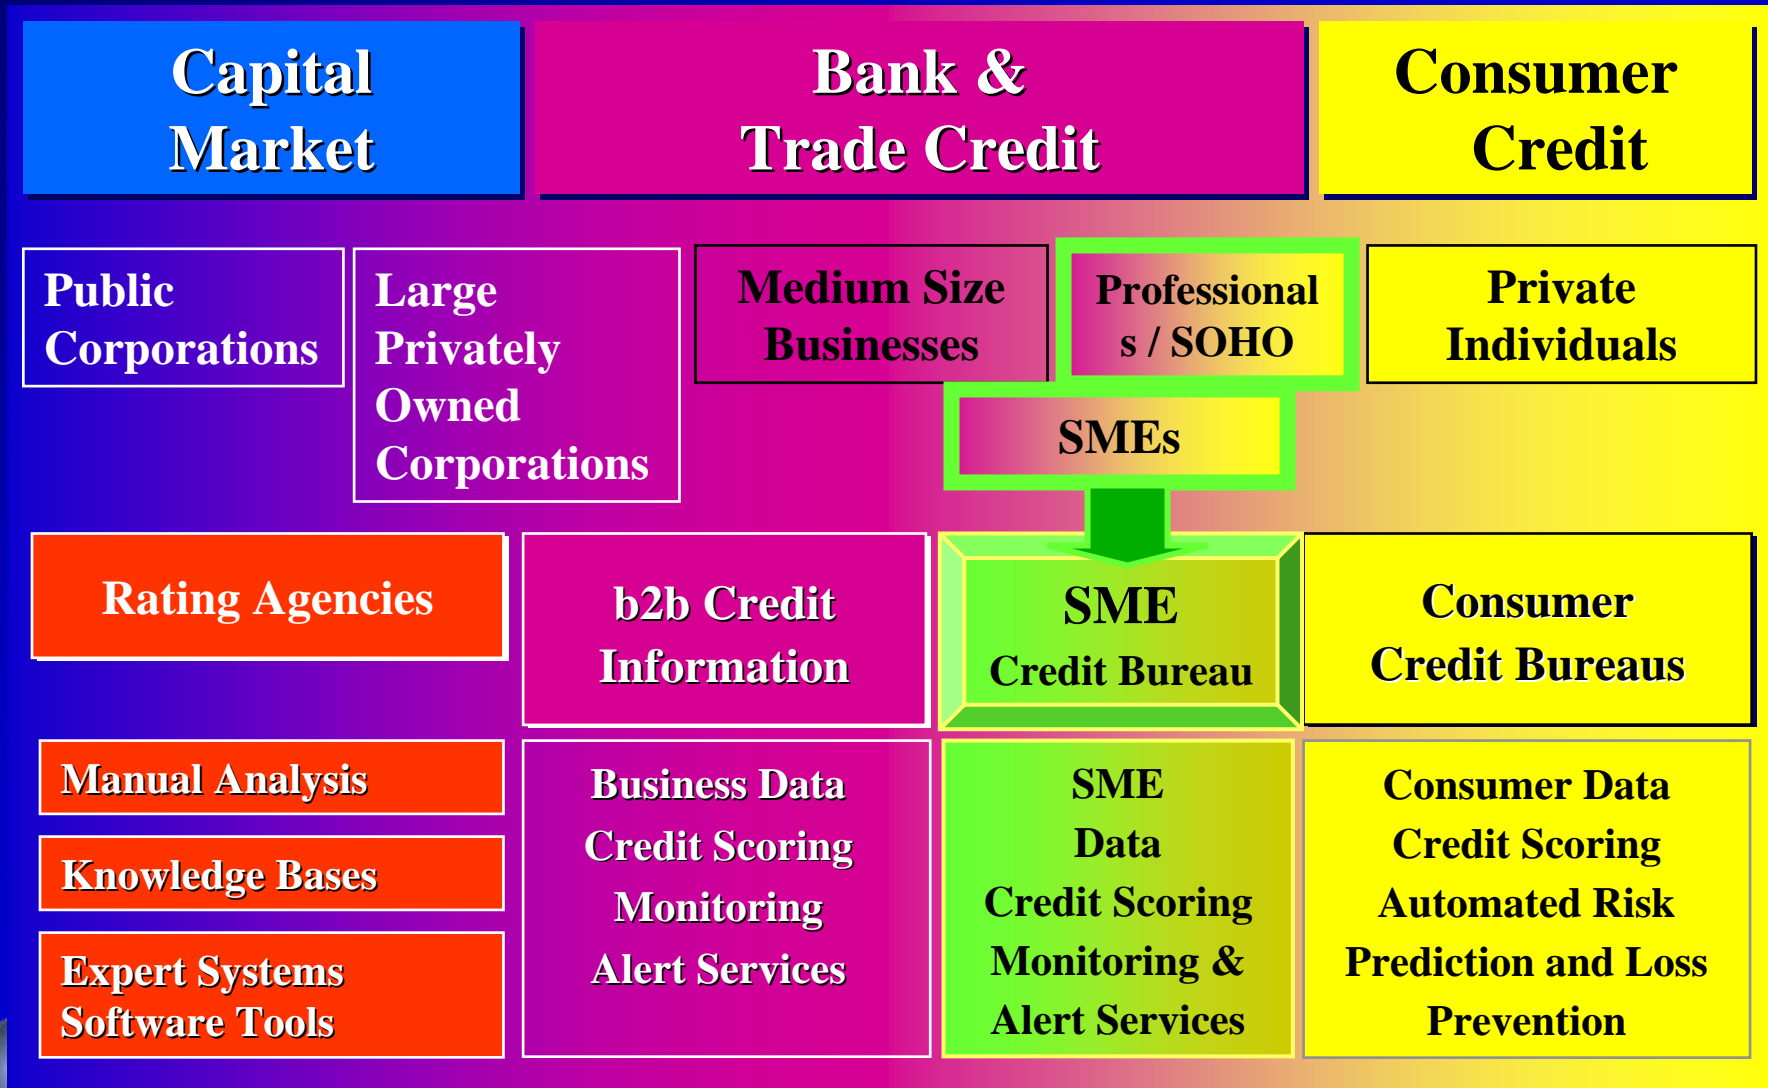 Capital
Market
Bank &
Trade Credit
Consumer
Credit
Public
Corporations
Large
Privately
Owned
Corporations
Medium Size
Businesses
Professional
s / SOHO
Private
Individuals
SMEs
Rating Agencies
b2b Credit
Information
SME
Credit Bureau
Consumer
Credit Bureaus
Manual Analysis
Knowledge Bases
Expert Systems
Software Tools
Business Data
Credit Scoring
Monitoring
Alert Services
SME
Data
Credit Scoring
Monitoring &
Alert Services
Consumer Data
Credit Scoring
Automated Risk
Prediction and Loss
Prevention